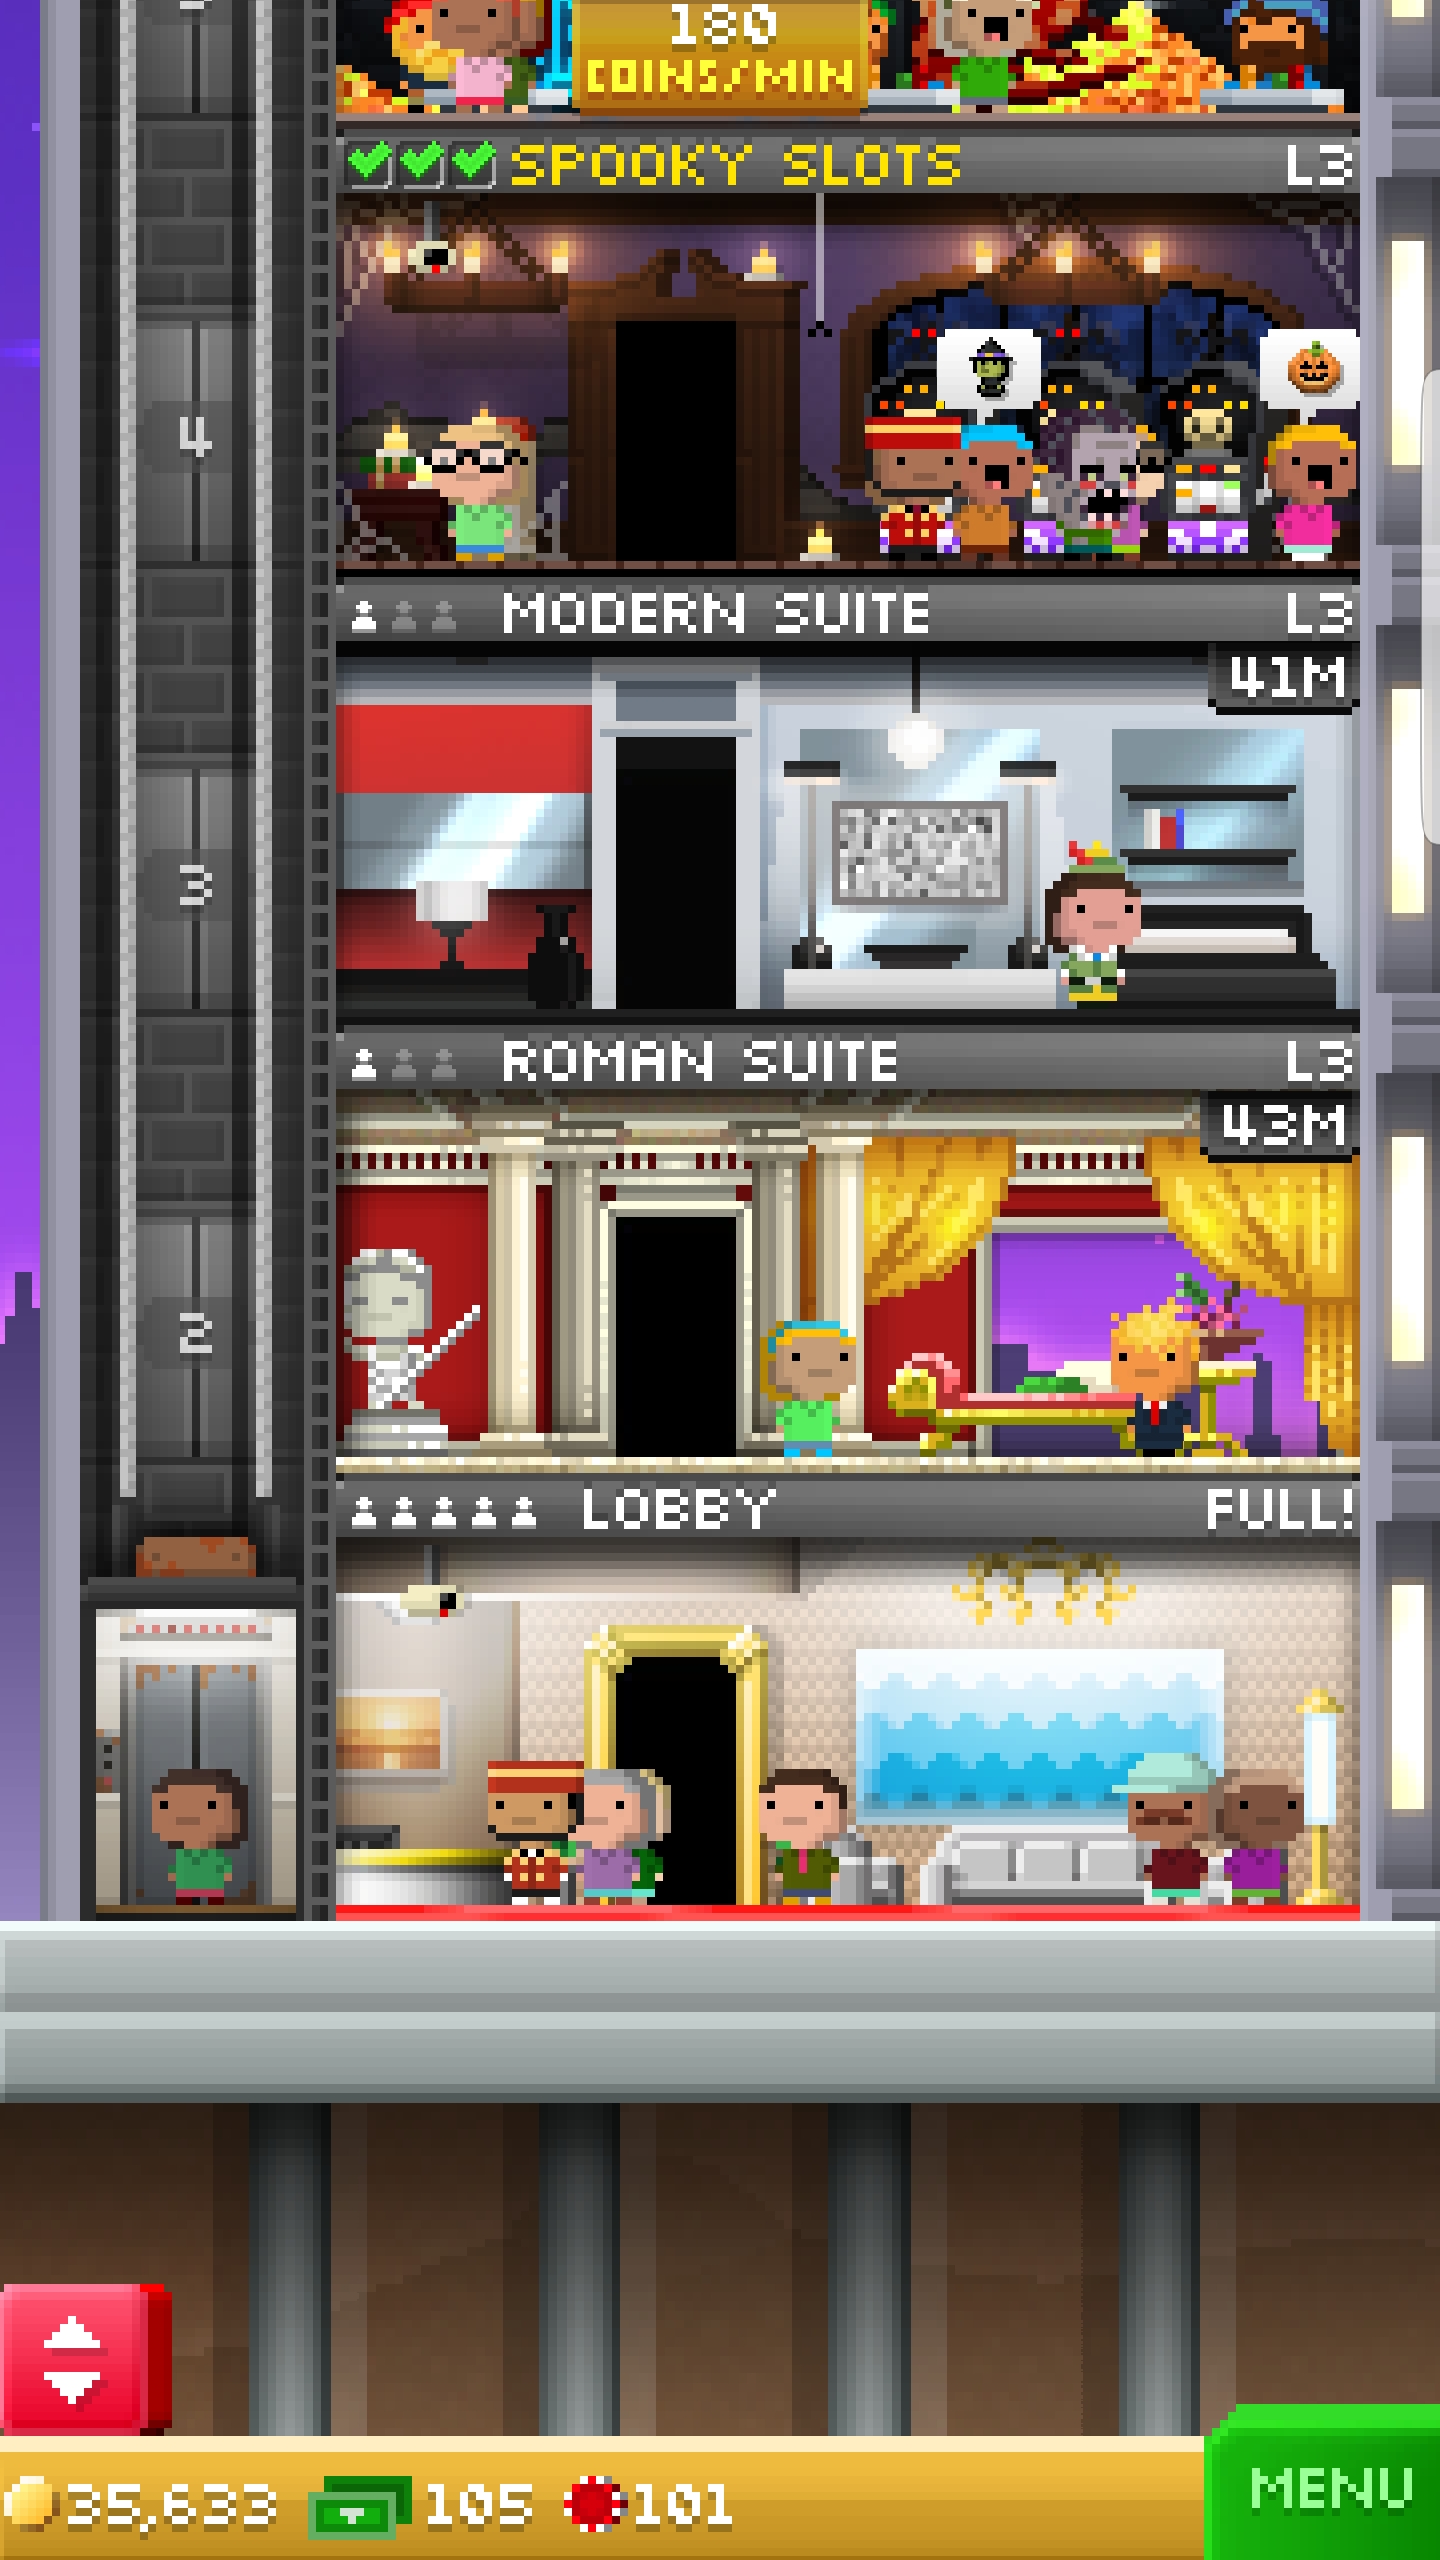 180
COINS/MIN
SPOOKY SLOTS L3
4
MODERN SUITE L3
41M
3
ROMAN SUITE L3
43M
2
LOBBY FULL!
35,633 105 101
MENU